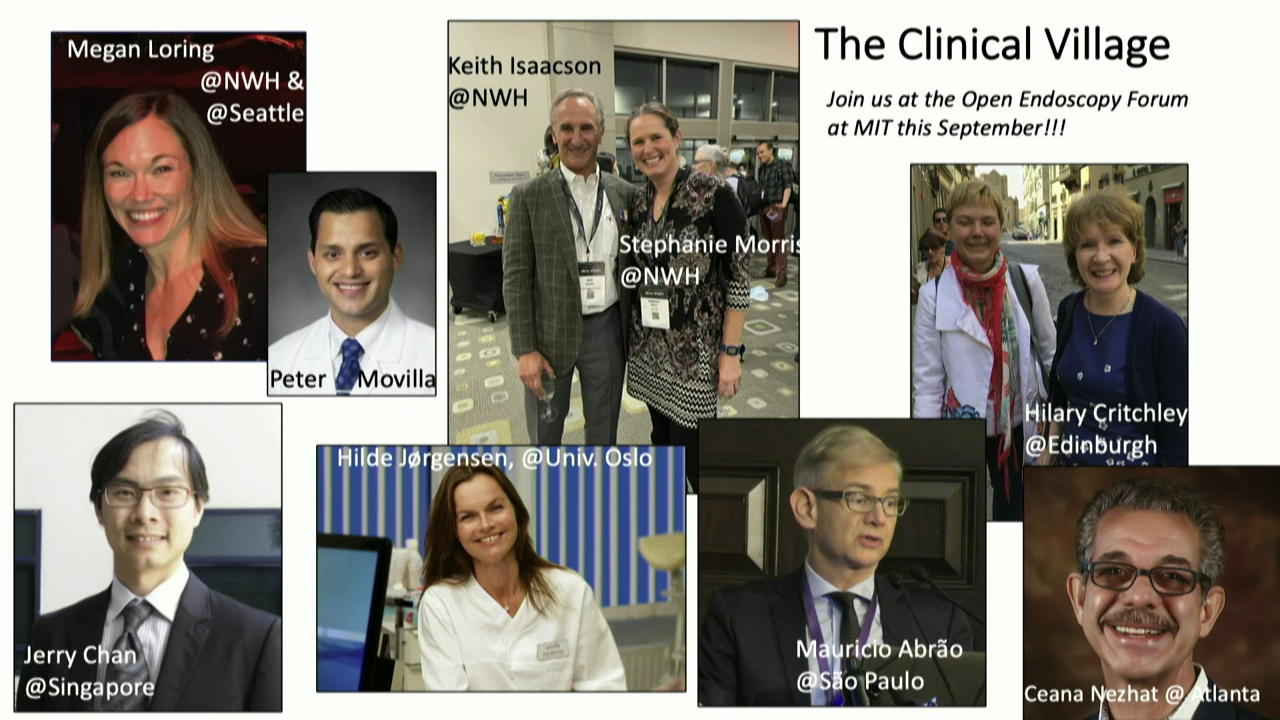 The Clinical Village
Join us at the Open Endoscopy Forum
at MIT this September!!!
Megan Loring
@NWH &
@Seattle
Peter Movilla
Keith Isaacson
@NWH
Stephanie Morris
@NWH
Hilary Critchley
@Edinburgh
Jerry Chan
@Singapore
Hilde Jørgensen, @Univ. Oslo
Mauricio Abrão
@São Paulo
Ceana Nezhat @ Atlanta